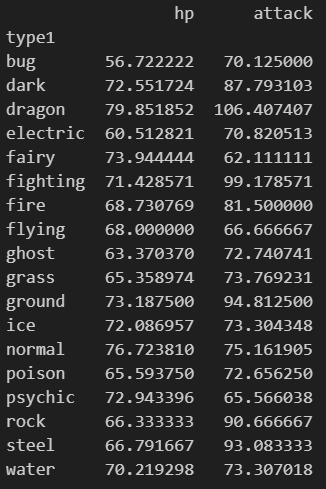 hp attack
type1
bug 56.722222 70.125000
dark 72.551724 87.793103
dragon 79.851852 106.407407
electric 60.512821 70.820513
fairy 73.944444 62.111111
fighting 71.428571 99.178571
fire 68.730769 81.500000
flying 68.000000 66.666667
ghost 63.370370 72.740741
grass 65.358974 73.769231
ground 73.187500 94.812500
ice 72.086957 73.304348
normal 76.723810 75.161905
poison 65.593750 72.656250
psychic 72.943396 65.566038
rock 66.333333 90.666667
steel 66.791667 93.083333
water 70.219298 73.307018